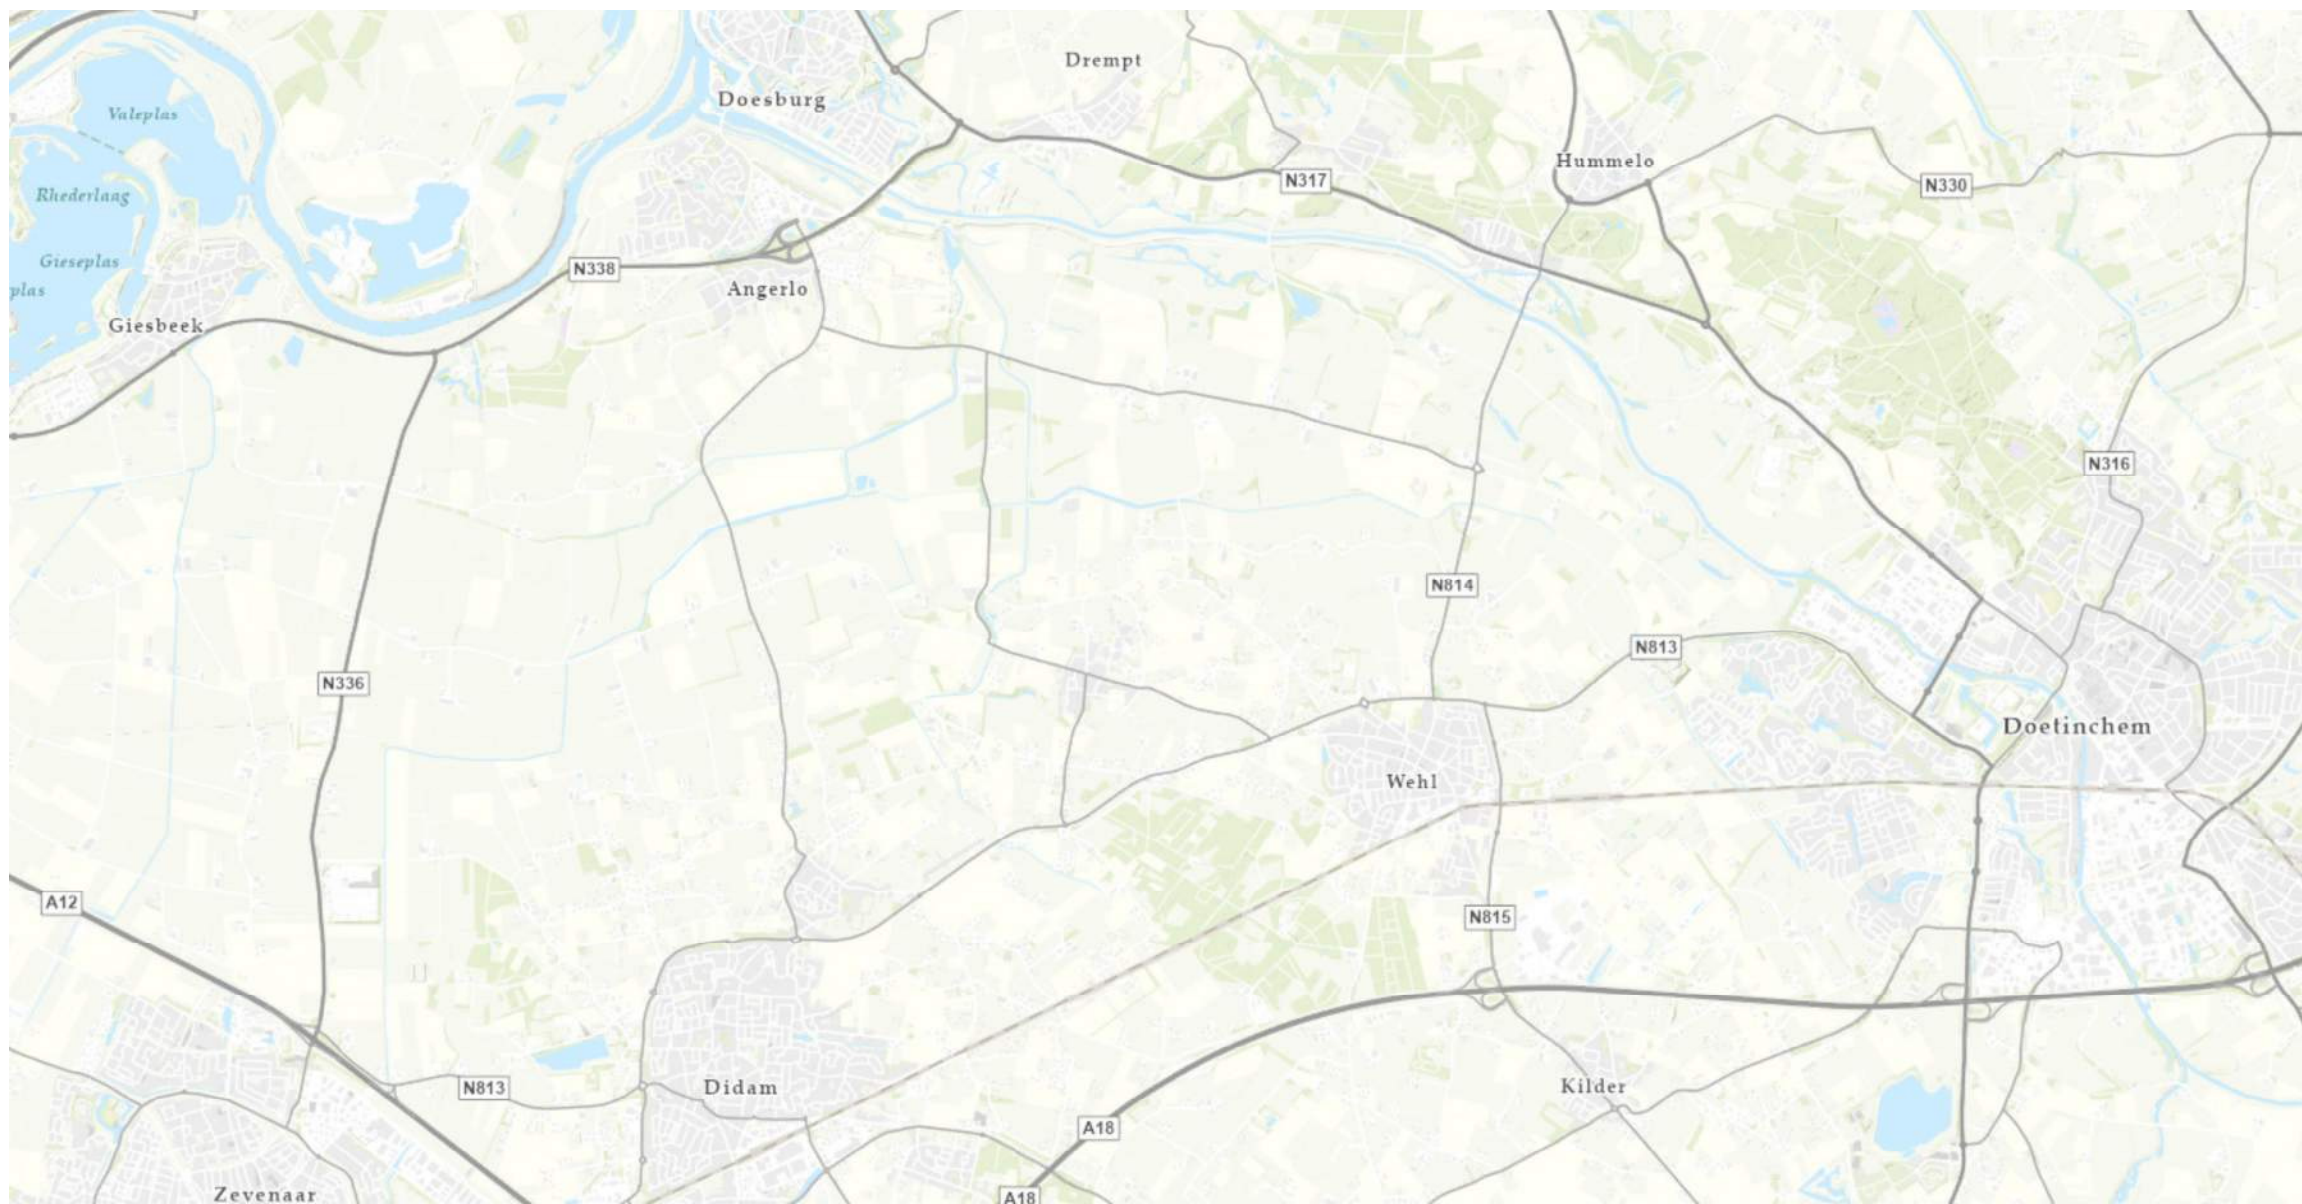 Drempt
Doesburg
Valeplas
Hummelo
N317
N330
Rhederlaag
Gieseplas
N338
Angerlo
plas
Giesbeek
N316
N814
N813
N336
Doetinchem
Wehl
A12
N815
N813
Didam
Kilder
A18
Zevenaar
A18